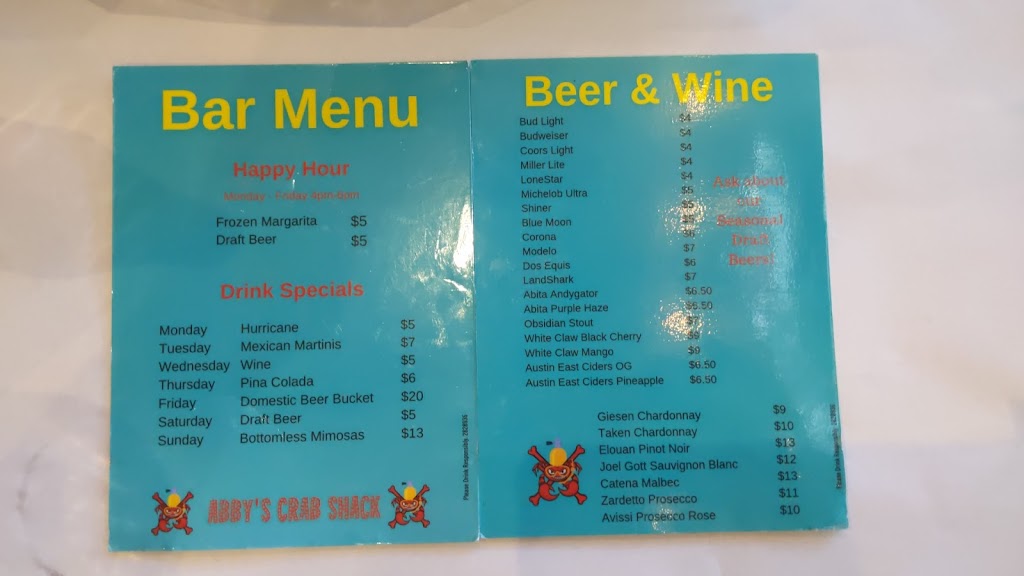 Bar Menu
Happy Hour
Monday - Friday 4pm-6pm
Frozen Margarita $5
Draft Beer $5
Drink Specials
Monday Hurricane $5
Tuesday Mexican Martinis $7
Wednesday Wine $5
Thursday Pina Colada $6
Friday Domestic Beer Bucket $20
Saturday Draft Beer $5
Sunday Bottomless Mimosas $13
ABBY'S CRAB SHACK
Please Drink Responsibly.
Beer & Wine
Bud Light $4
Budweiser $4
Coors Light $4
Miller Lite $4
LoneStar $4
Michelob Ultra $5
Shiner $5
Blue Moon
Corona $6
Modelo $7
Dos Equis $6
LandShark $7
Abita Andygator $6.50
Abita Purple Haze $6.50
Obsidian Stout $7
White Claw Black Cherry $9
White Claw Mango $9
Austin East Ciders OG $6.50
Austin East Ciders Pineapple $6.50
Ask about
our
Seasonal
Draft
Beers!
Giesen Chardonnay $9
Taken Chardonnay $10
Elouan Pinot Noir $13
Joel Gott Sauvignon Blanc $12
Catena Malbec $13
Zardetto Prosecco $11
Avissi Prosecco Rose $10
Please Drink Responsibly.